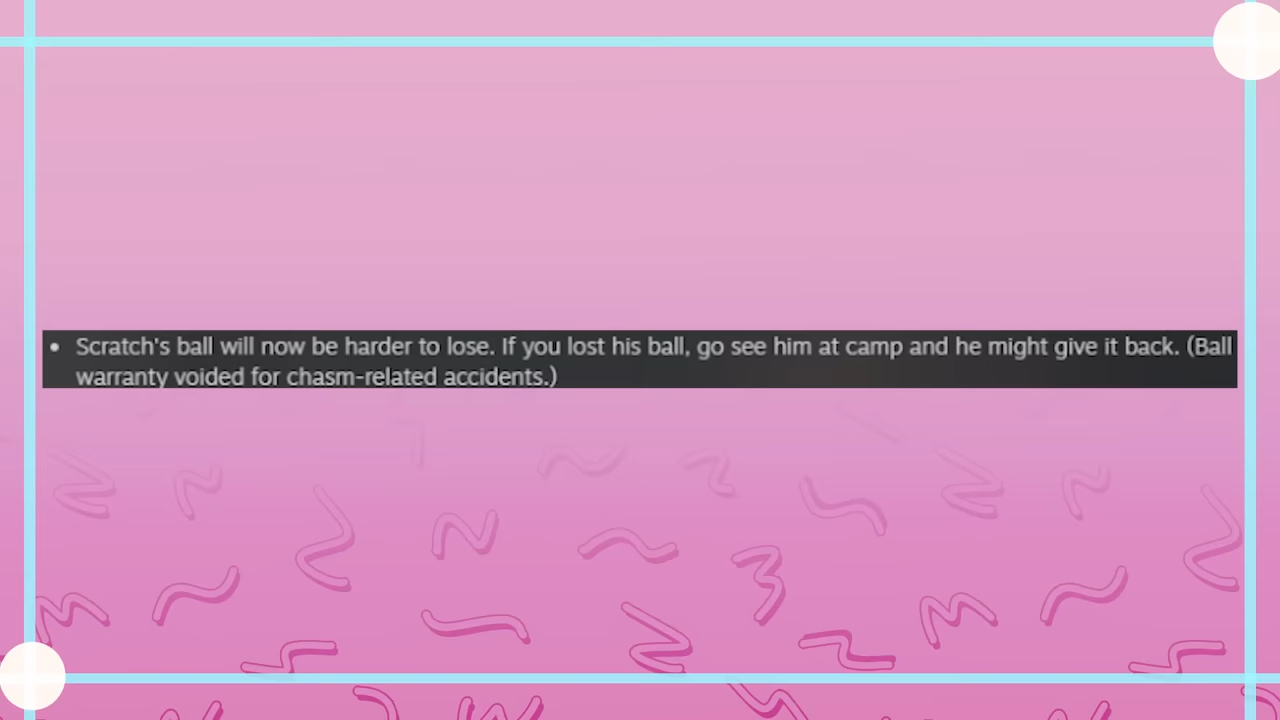 • Scratch's ball will now be harder to lose. If you lost his ball, go see him at camp and he might give it back. (Ball
warranty voided for chasm-related accidents.)